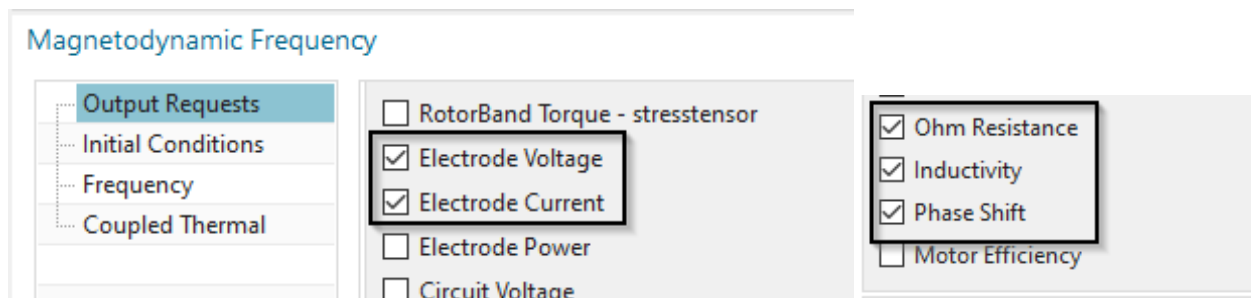 Magnetodynamic Frequency
Output Requests
Initial Conditions
Frequency
Coupled Thermal
RotorBand Torque - stresstensor
Electrode Voltage
Electrode Current
Electrode Power
Circuit Voltage
Ohm Resistance
Inductivity
Phase Shift
Motor Efficiency